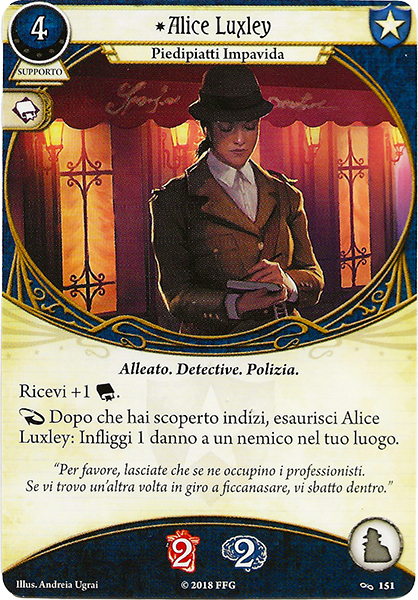 4
*Alice Luxley
Piedipiatti Impavida
SUPPORTO
Alleato. Detective. Polizia.
Ricevi +1 .
Dopo che hai scoperto indizi, esaurisci Alice
Luxley: Infliggi 1 danno a un nemico nel tuo luogo.
“Per favore, lasciate che se ne occupino i professionisti.
Se vi trovo un’altra volta in giro a ficcanasare, vi sbatto dentro.”
2
2
Illus. Andreia Ugrai
© 2018 FFG
151